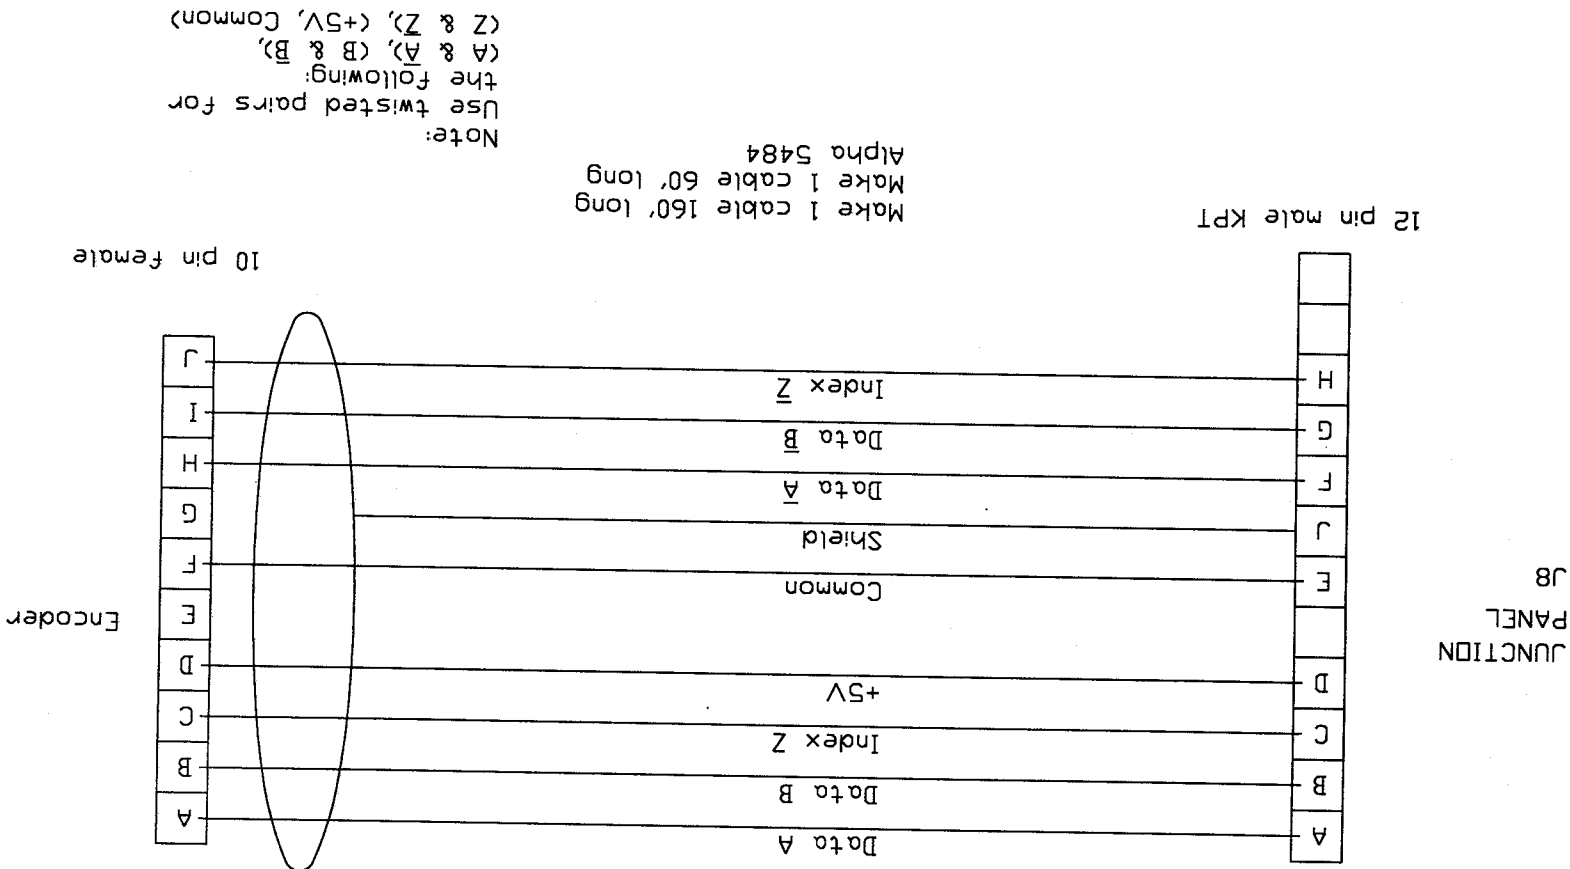 JUNCTION
PANEL
J8
A
B
C
D
E
J
F
G
H
12 pin male KPT
Data A
Data B
Index Z
+5V
Common
Shield
Data A̅
Data B̅
Index Z̅
A
B
C
D
E
F
G
H
I
J
Encoder
10 pin female
Make 1 cable 160' long
Make 1 cable 60' long
Alpha 5484
Note:
Use twisted pairs for
the following:
(A & A̅), (B & B̅),
(Z & Z̅), (+5V, Common)